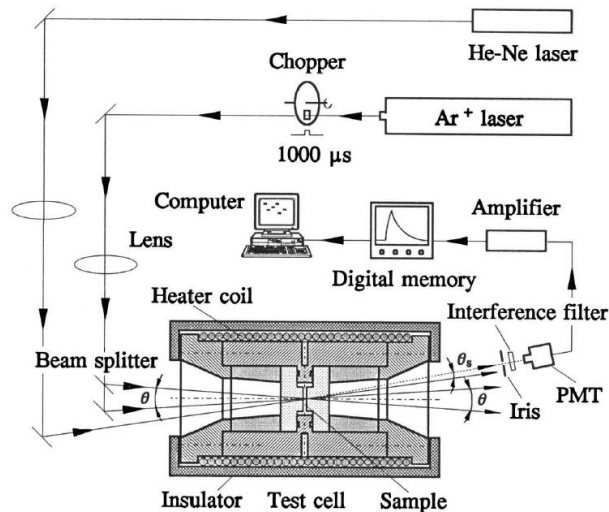 He-Ne laser
Chopper
Ar+ laser
1000 μs
Computer
Amplifier
Lens
Digital memory
Heater coil
Interference filter
Beam splitter
θs
PMT
θ
θ
Iris
Insulator
Test cell
Sample